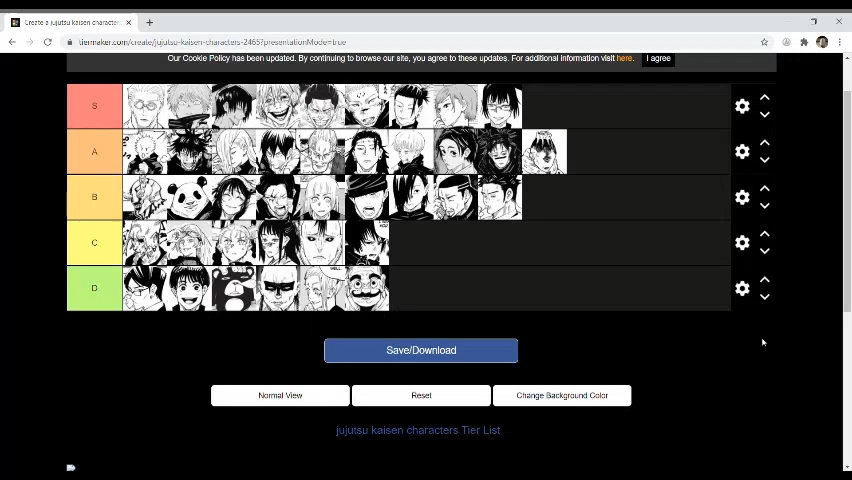 Create a jujutsu kaisen character
tiermaker.com/create/jujutsu-kaisen-characters-2465?presentationMode=true
Our Cookie Policy has been updated. By continuing to browse our site, you agree to these updates. For additional information visit here. I agree
S
A
B
C
D
WELL.
Save/Download
Normal View
Reset
Change Background Color
jujutsu kaisen characters Tier List